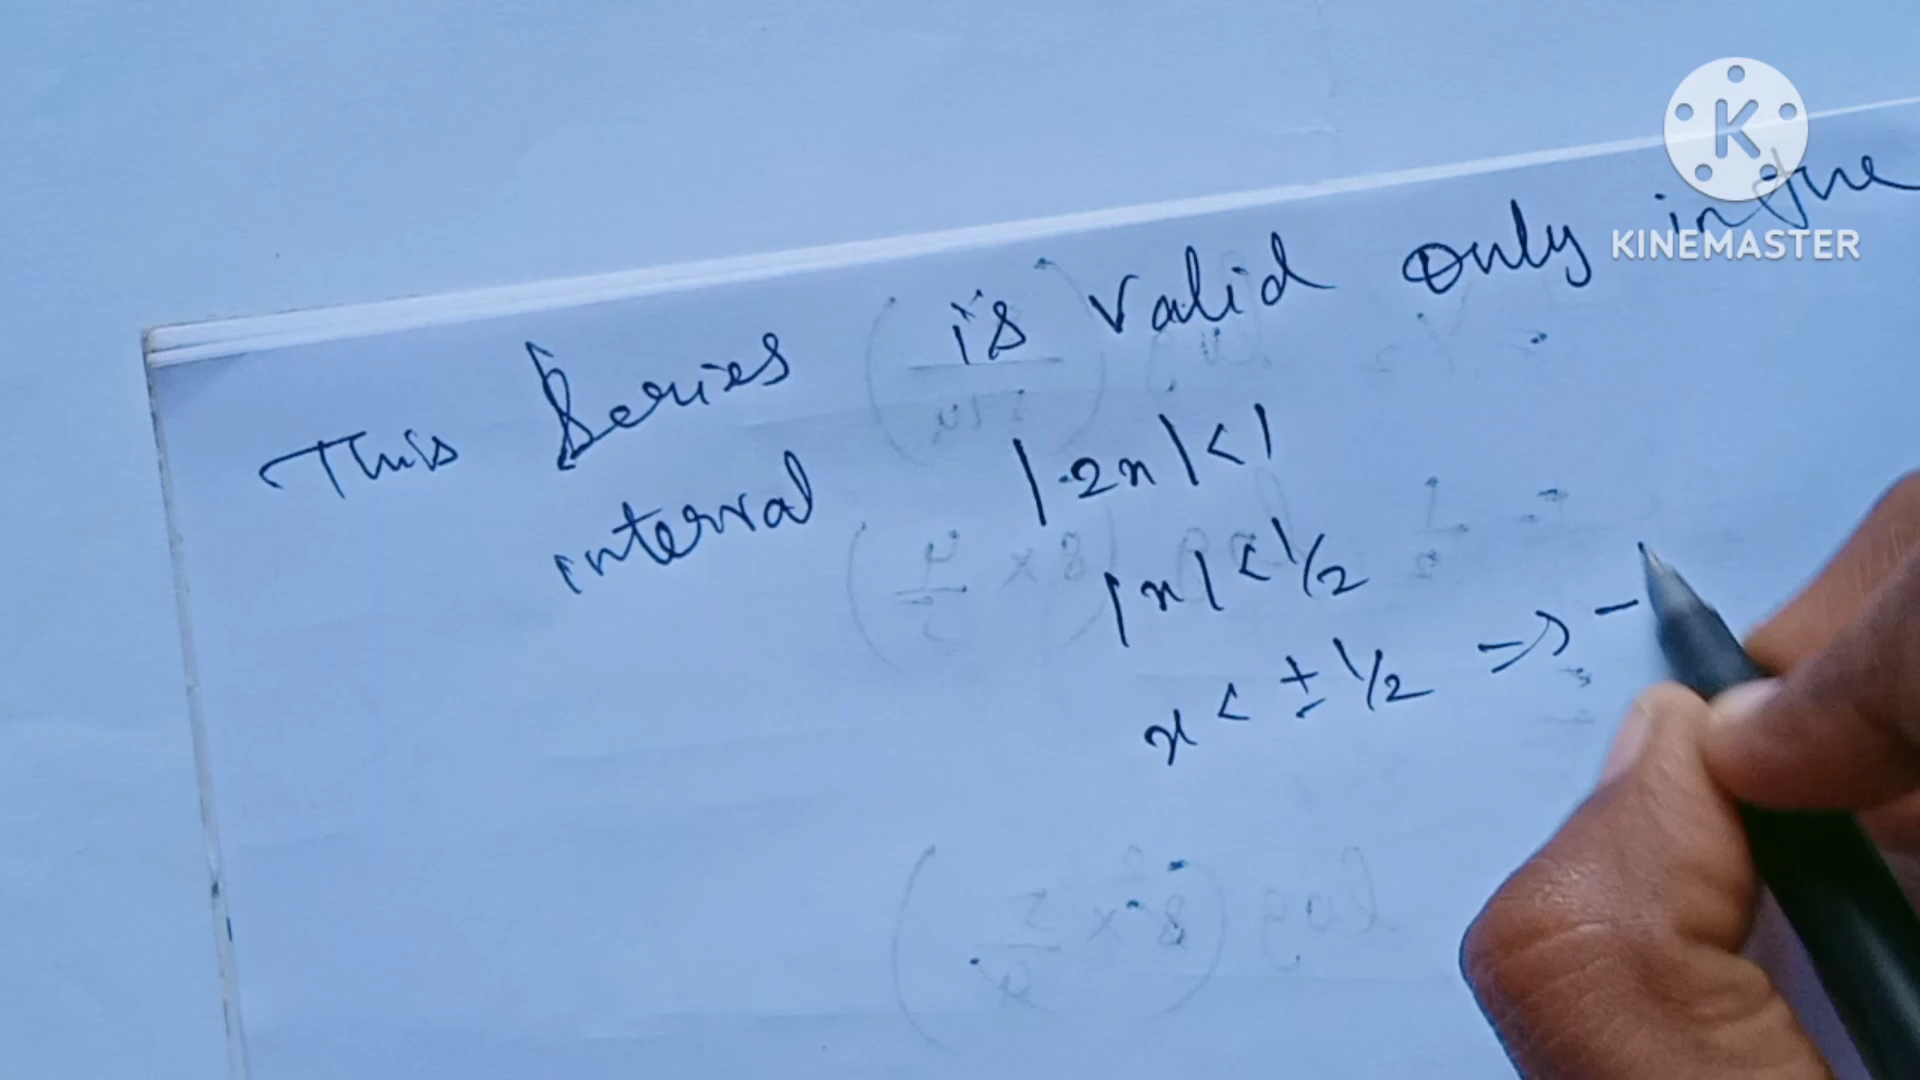 This Series is valid only in the
interval |2x| < 1
|x| < 1/2
x < ± 1/2 ⇒ -
K
KINEMASTER